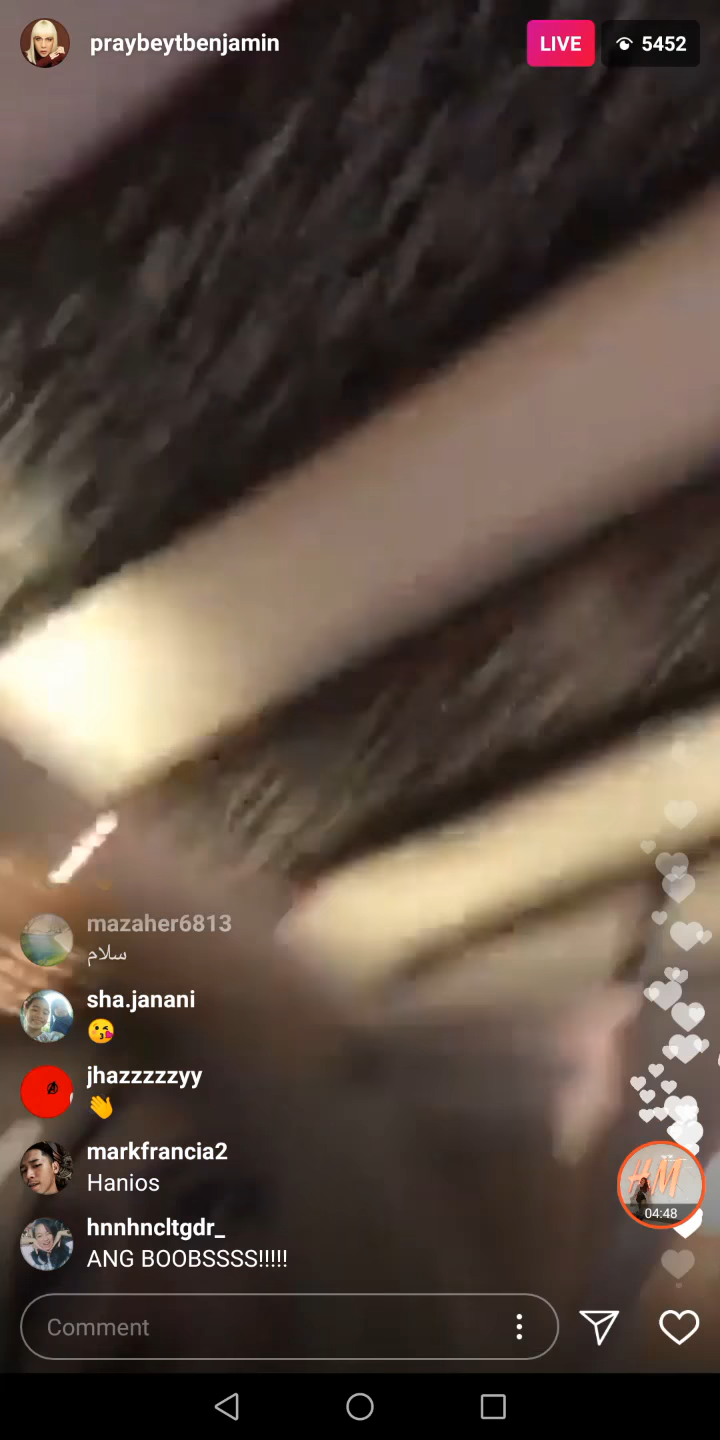 praybeytbenjamin
LIVE
5452
mazaher6813
سلام
sha.janani
😘
jhazzzzzyy
👋
markfrancia2
Hanios
H&M
04:48
hnnhncltgdr_
ANG BOOBSSSS!!!!!
Comment